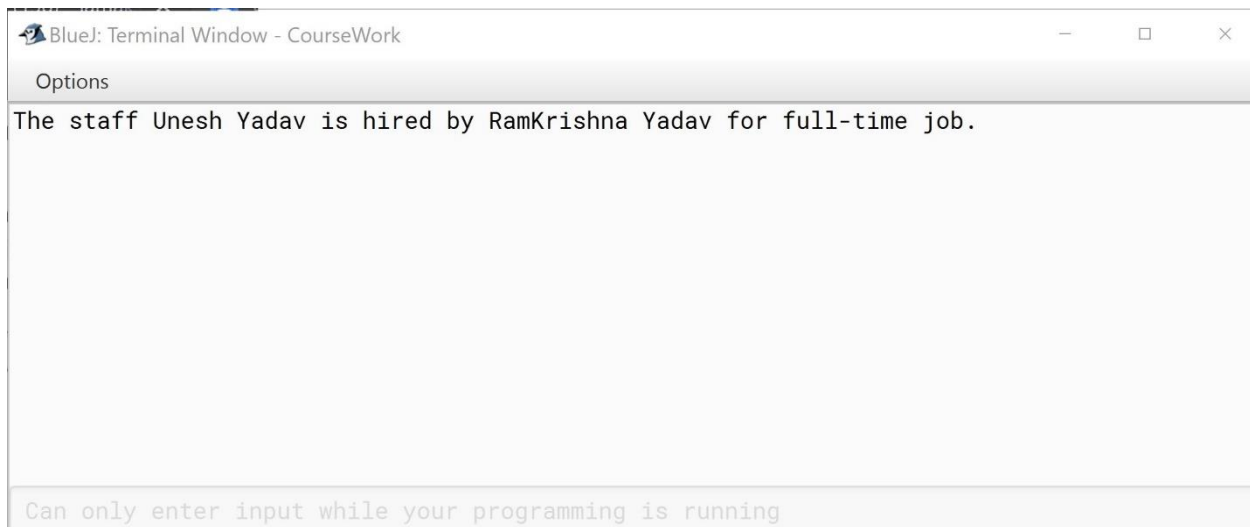 BlueJ: Terminal Window - CourseWork
Options
The staff Unesh Yadav is hired by RamKrishna Yadav for full-time job.
Can only enter input while your programming is running